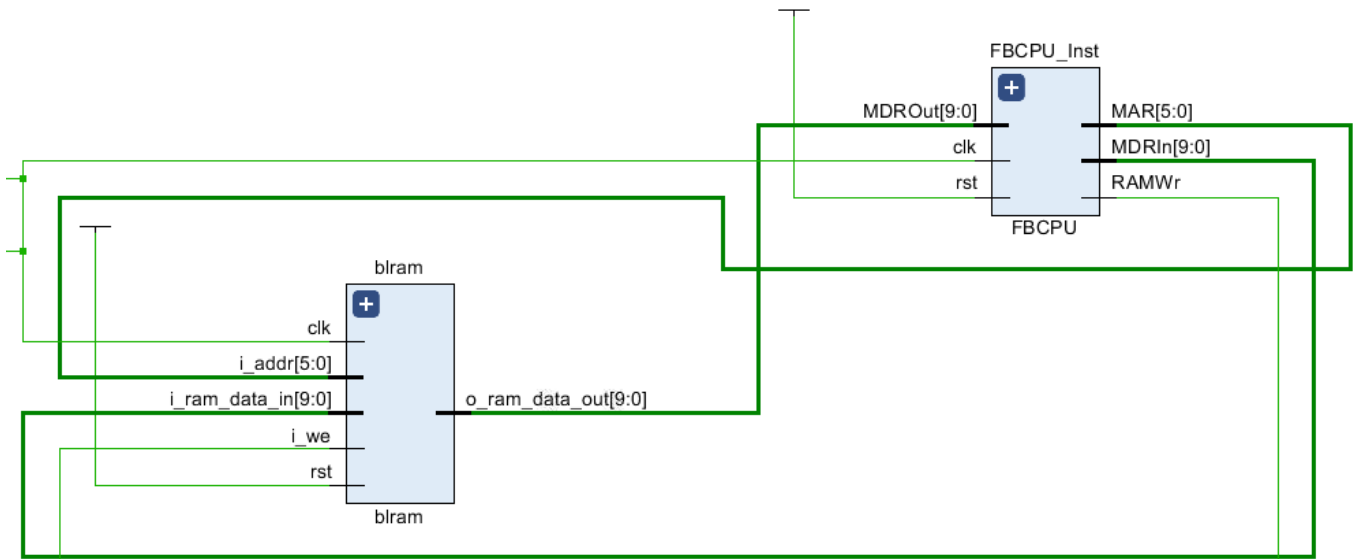 FBCPU_Inst
MDROut[9:0]
MAR[5:0]
clk
MDRIn[9:0]
rst
RAMWr
FBCPU
blram
clk
i_addr[5:0]
i_ram_data_in[9:0]
o_ram_data_out[9:0]
i_we
rst
blram